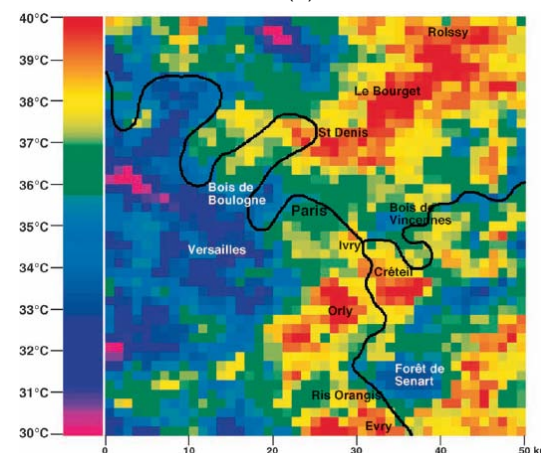 40°C
39°C
38°C
37°C
36°C
35°C
34°C
33°C
32°C
31°C
30°C
Roissy
Le Bourget
St Denis
Bois de
Boulogne
Paris
Bois de
Vincennes
Versailles
Ivry
Créteil
Orly
Forêt de
Senart
Ris Orangis
Evry
0
10
20
30
40
50